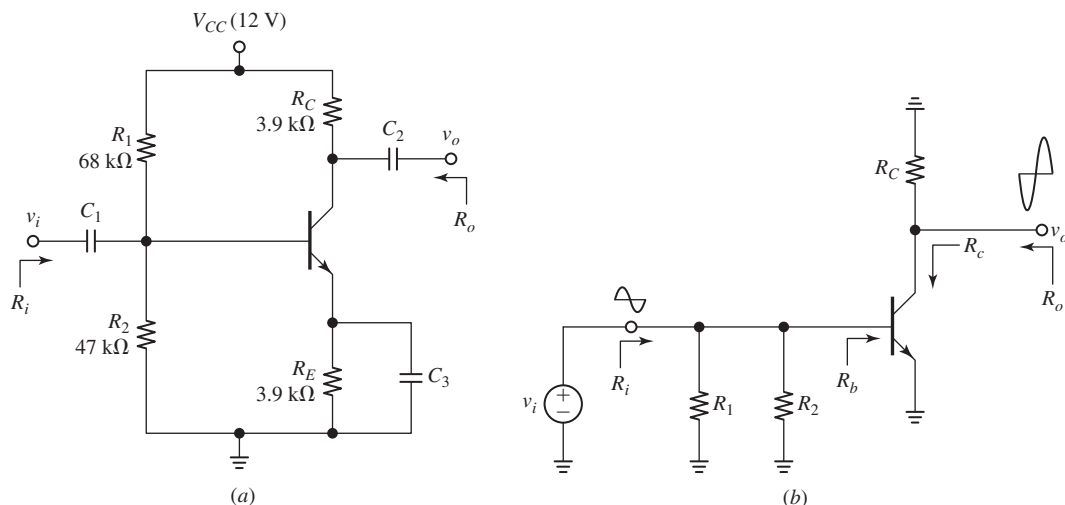 V_CC (12 V)
R_C
3.9 kΩ
R_1
68 kΩ
C_2
v_o
R_o
v_i
C_1
R_i
R_2
47 kΩ
R_E
3.9 kΩ
C_3
(a)
R_C
v_o
R_c
R_o
R_i
R_b
v_i
+
−
R_1
R_2
(b)